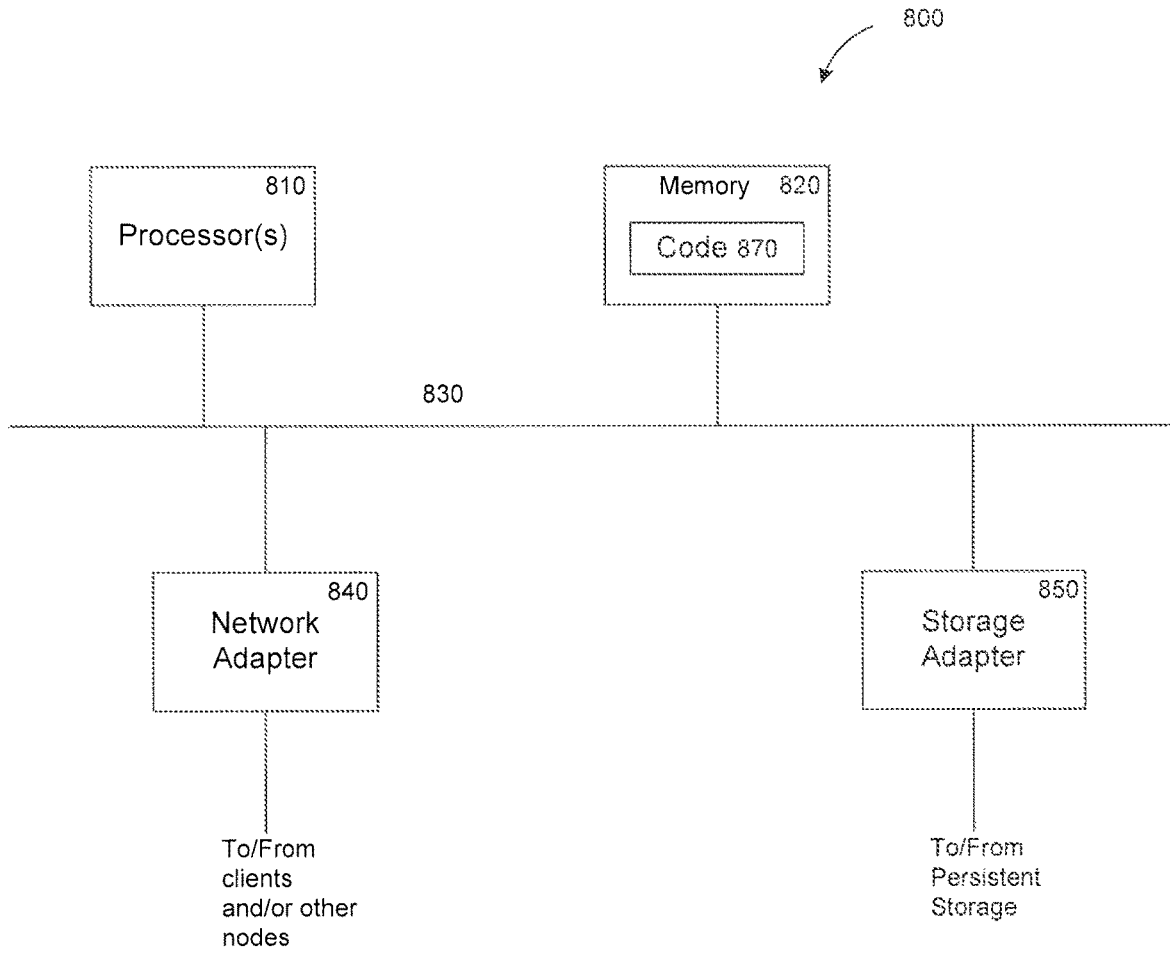 800
810
Processor(s)
Memory 820
Code 870
830
840
Network
Adapter
850
Storage
Adapter
To/From
clients
and/or other
nodes
To/From
Persistent
Storage